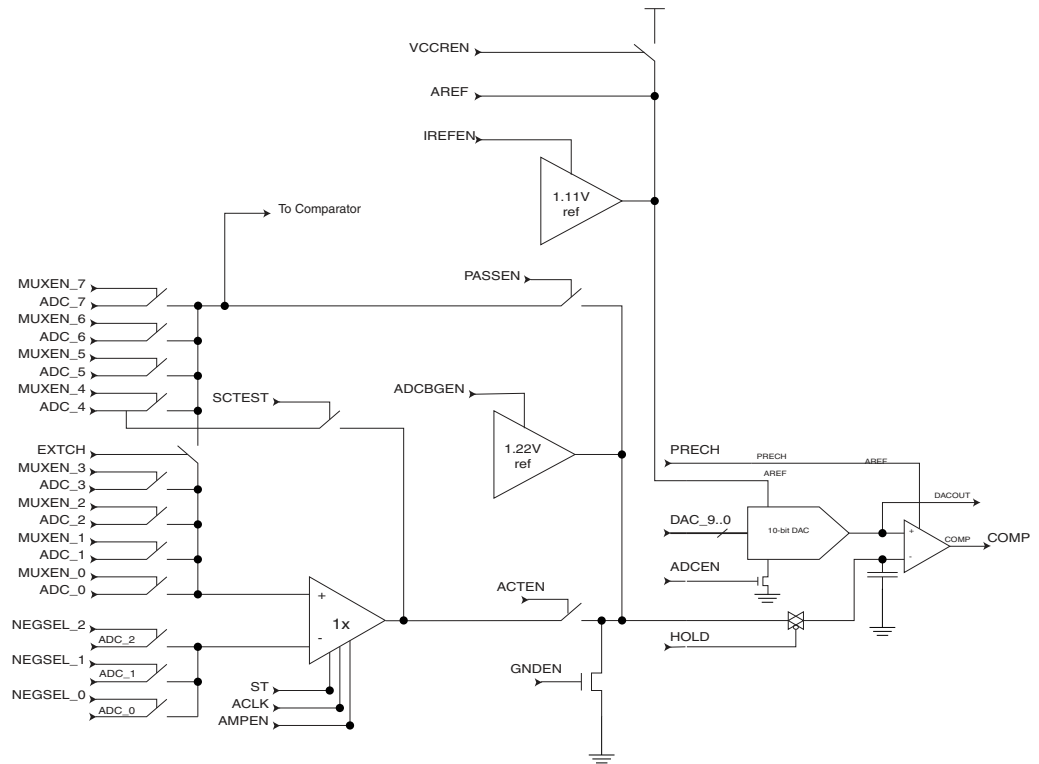 VCCREN
AREF
IREFEN
1.11V
ref
To Comparator
PASSEN
MUXEN_7
ADC_7
MUXEN_6
ADC_6
MUXEN_5
ADC_5
MUXEN_4
ADC_4
SCTEST
ADCBGEN
1.22V
ref
EXTCH
MUXEN_3
ADC_3
MUXEN_2
ADC_2
MUXEN_1
ADC_1
MUXEN_0
ADC_0
PRECH
PRECH
AREF
AREF
DACOUT
DAC_9..0
10-bit DAC
+
-
COMP
COMP
ADCEN
ACTEN
+
1x
-
NEGSEL_2
ADC_2
NEGSEL_1
ADC_1
NEGSEL_0
ADC_0
HOLD
GNDEN
ST
ACLK
AMPEN